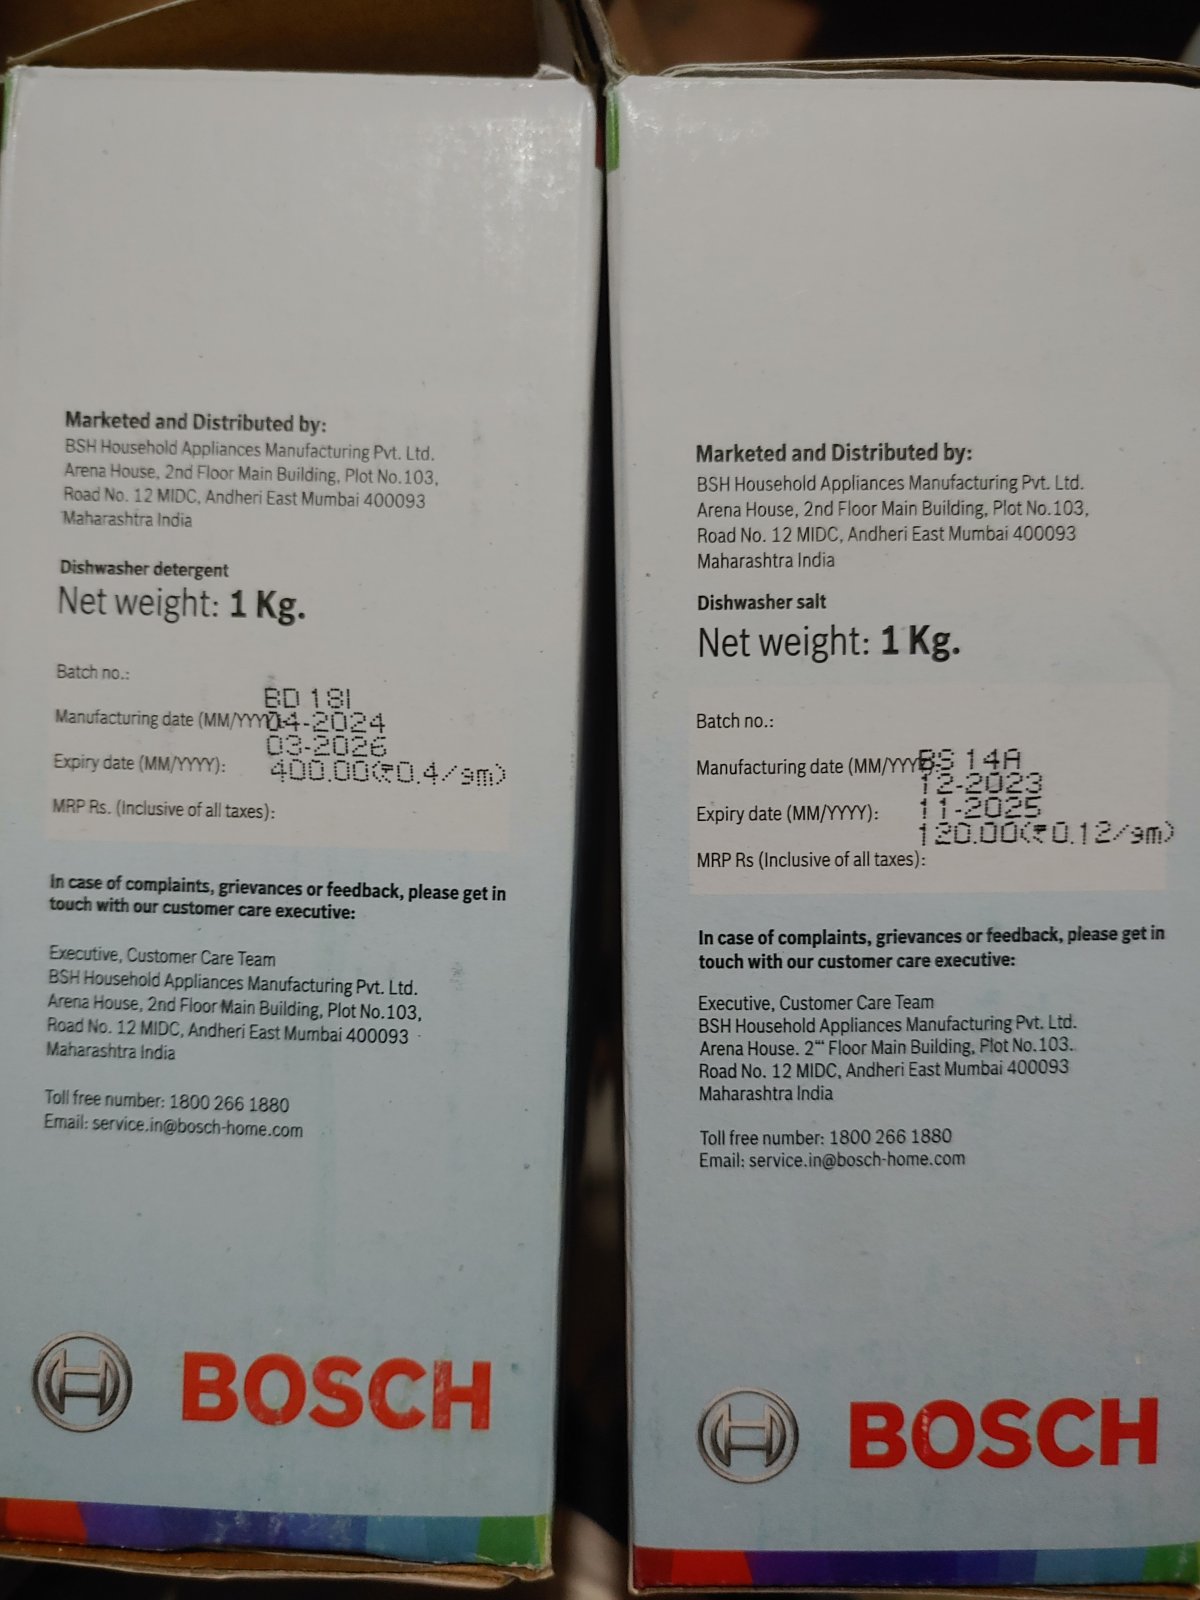 Marketed and Distributed by:
BSH Household Appliances Manufacturing Pvt. Ltd.
Arena House, 2nd Floor Main Building, Plot No.103,
Road No. 12 MIDC, Andheri East Mumbai 400093
Maharashtra India
Dishwasher detergent
Net weight: 1 Kg.
Batch no.:
BD 18I
Manufacturing date (MM/YYYY):
04-2024
03-2026
Expiry date (MM/YYYY):
400.00(₹0.4/gm)
MRP Rs. (Inclusive of all taxes):
In case of complaints, grievances or feedback, please get in
touch with our customer care executive:
Executive, Customer Care Team
BSH Household Appliances Manufacturing Pvt. Ltd.
Arena House, 2nd Floor Main Building, Plot No.103,
Road No. 12 MIDC, Andheri East Mumbai 400093
Maharashtra India
Toll free number: 1800 266 1880
Email: service.in@bosch-home.com
BOSCH
Marketed and Distributed by:
BSH Household Appliances Manufacturing Pvt. Ltd.
Arena House, 2nd Floor Main Building, Plot No.103,
Road No. 12 MIDC, Andheri East Mumbai 400093
Maharashtra India
Dishwasher salt
Net weight: 1 Kg.
Batch no.:
BS 14A
Manufacturing date (MM/YYYY):
12-2023
11-2025
Expiry date (MM/YYYY):
120.00(₹0.12/gm)
MRP Rs (Inclusive of all taxes):
In case of complaints, grievances or feedback, please get in
touch with our customer care executive:
Executive, Customer Care Team
BSH Household Appliances Manufacturing Pvt. Ltd.
Arena House. 2ⁿᵈ Floor Main Building, Plot No.103.
Road No. 12 MIDC, Andheri East Mumbai 400093
Maharashtra India
Toll free number: 1800 266 1880
Email: service.in@bosch-home.com
BOSCH